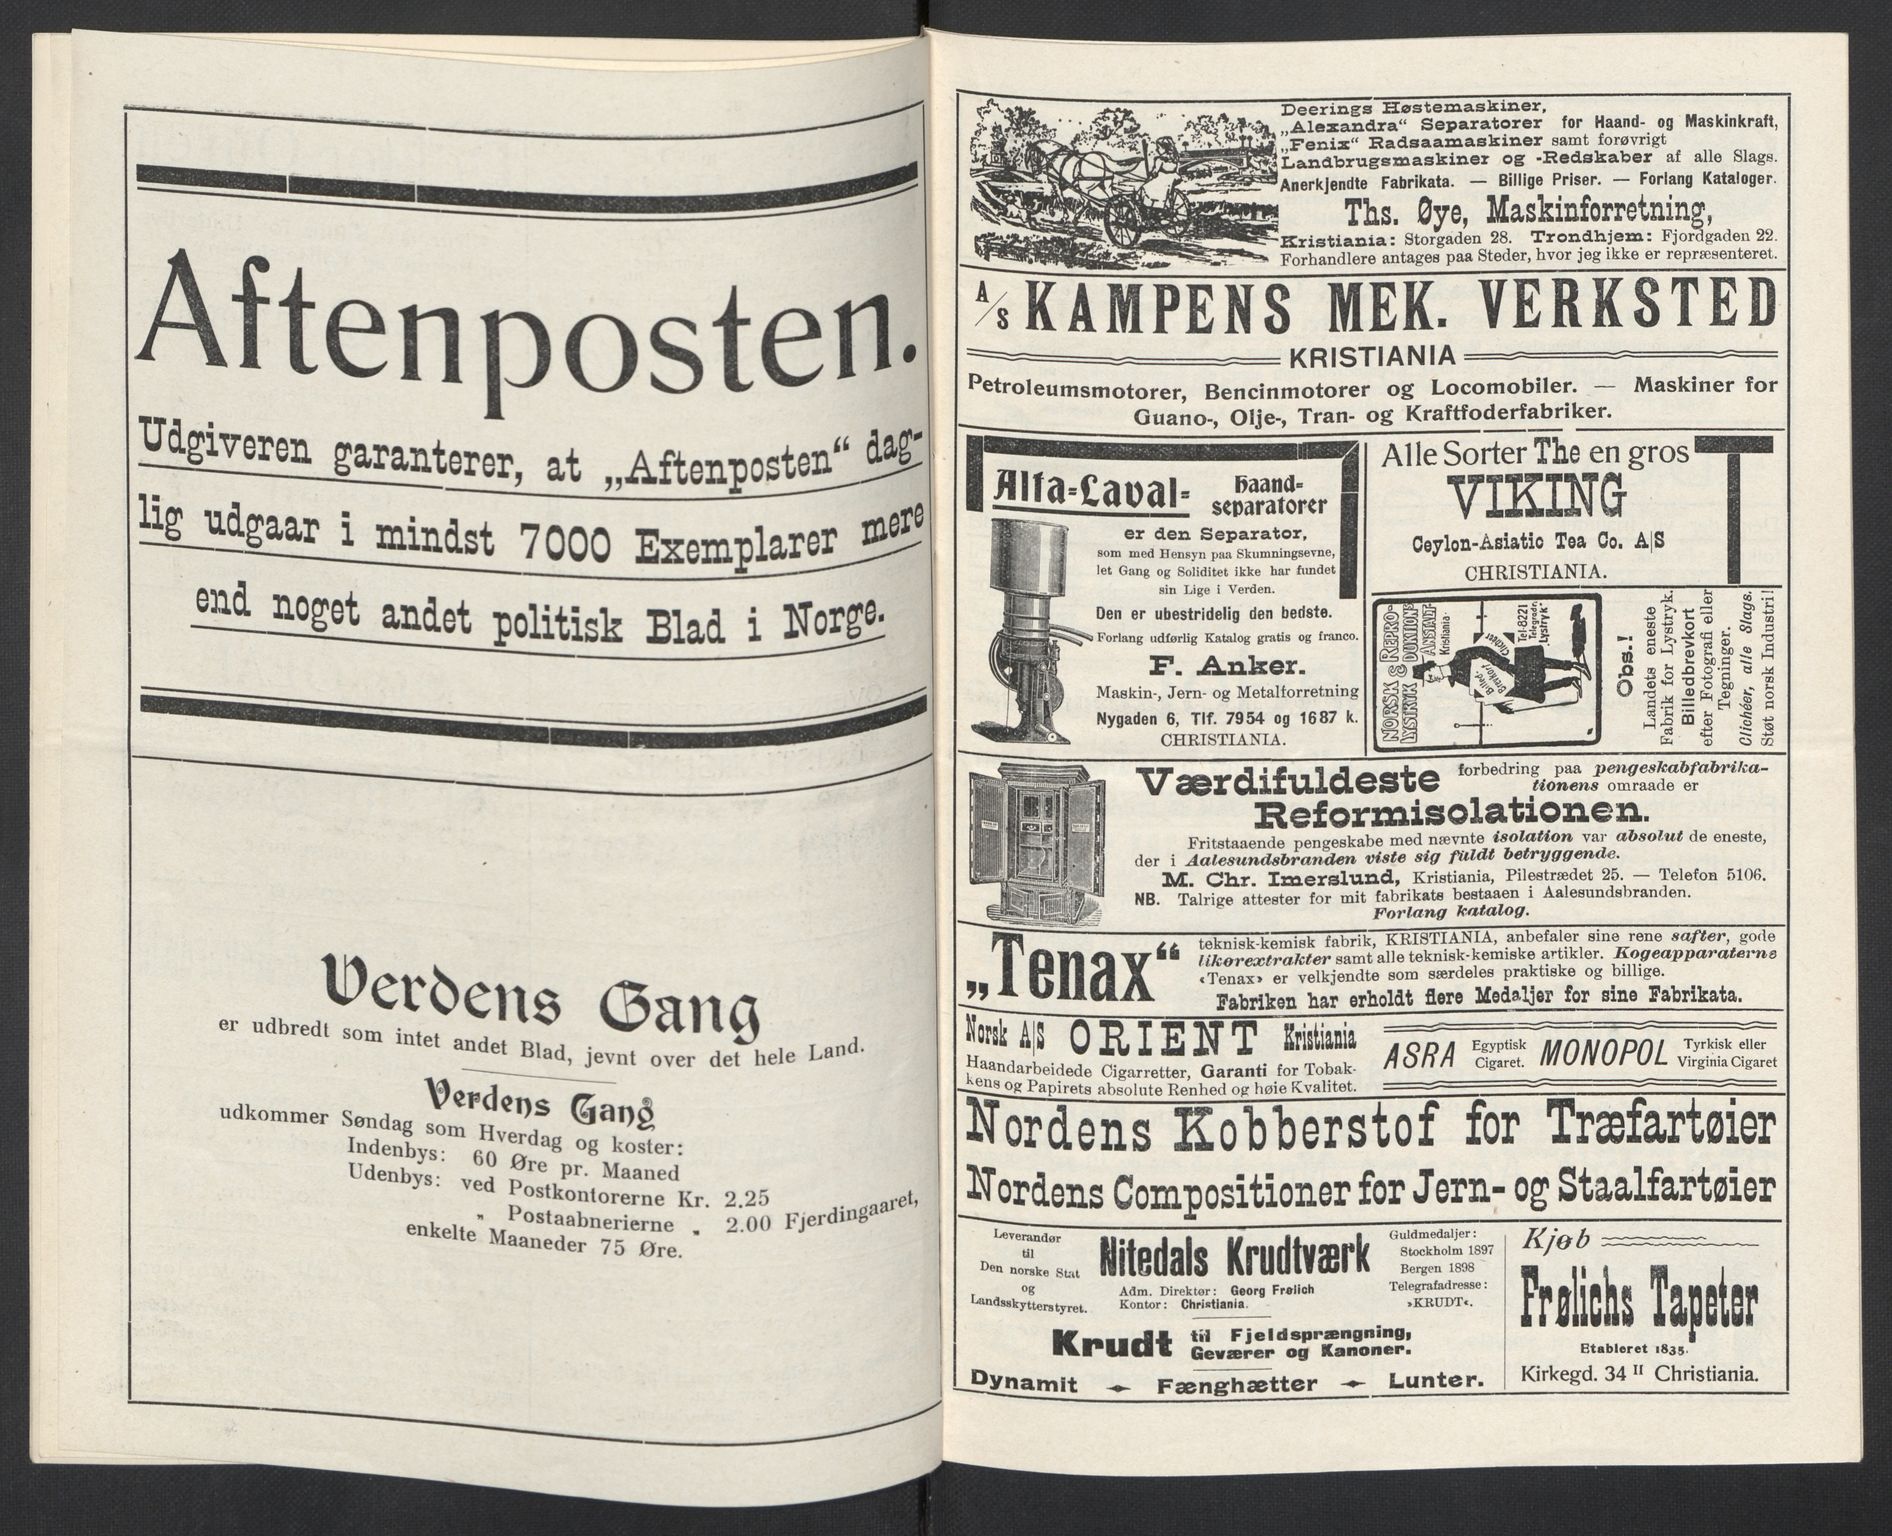 Aftenposten.
Udgiveren garanterer, at „Aftenposten“ dag-
lig udgaar i mindst 7000 Exemplarer mere
end noget andet politisk Blad i Norge.
Verdens Gang
er udbredt som intet andet Blad, jevnt over det hele Land.
Verdens Gang
udkommer Søndag som Hverdag og koster:
Indenbys: 60 Øre pr. Maaned
Udenbys: ved Postkontorerne Kr. 2.25
„ Postaabnerierne „ 2.00 Fjerdingaaret,
enkelte Maaneder 75 Øre.
Deerings Høstemaskiner,
„Alexandra“ Separatorer for Haand- og Maskinkraft,
„Fenix“ Radsaamaskiner samt forøvrigt
Landbrugsmaskiner og -Redskaber af alle Slags.
Anerkjendte Fabrikata. — Billige Priser. — Forlang Kataloger.
Ths. Øye, Maskinforretning,
Kristiania: Storgaden 28. Trondhjem: Fjordgaden 22.
Forhandlere antages paa Steder, hvor jeg ikke er repræsenteret.
A/S KAMPENS MEK. VERKSTED
KRISTIANIA
Petroleumsmotorer, Bencinmotorer og Locomobiler. — Maskiner for
Guano-, Olje-, Tran- og Kraftfoderfabriker.
Alfa-Laval- Haand-
separatorer
er den Separator,
som med Hensyn paa Skumningsevne,
let Gang og Soliditet ikke har fundet
sin Lige i Verden.
Den er ubestridelig den bedste.
Forlang udførlig Katalog gratis og franco.
F. Anker.
Maskin-, Jern- og Metalforretning
Nygaden 6, Tlf. 7954 og 1687 k.
CHRISTIANIA.
Alle Sorter The en gros
VIKING
Ceylon-Asiatic Tea Co. A|S
CHRISTIANIA.
T
NORSK & REPRO-
LYSTRYK DUKTIONS
ANSTALT
Kristiania
Billed
Brevkort
Clichéer
Tel. 8221
Telegradr.
„Lystryk“
Obs.!
Landets eneste
Fabrik for Lystryk.
Billedbrevkort
efter Fotografi eller
Tegninger.
Clichéer, alle Slags.
Støt norsk Industri!
Værdifuldeste forbedring paa pengeskabfabrika-
tionens omraade er
Reformisolationen.
Fritstaaende pengeskabe med nævnte isolation var absolut de eneste,
der i Aalesundsbranden viste sig fuldt betryggende.
M. Chr. Imerslund, Kristiania, Pilestrædet 25. — Telefon 5106.
NB. Talrige attester for mit fabrikats bestaaen i Aalesundsbranden.
Forlang katalog.
„Tenax“ teknisk-kemisk fabrik, KRISTIANIA, anbefaler sine rene safter, gode
likørextrakter samt alle teknisk-kemiske artikler. Kogeapparaterne
«Tenax» er velkjendte som særdeles praktiske og billige.
Fabriken har erholdt flere Medaljer for sine Fabrikata.
Norsk A|S ORIENT Kristiania
Haandarbeidede Cigarretter, Garanti for Tobak-
kens og Papirets absolute Renhed og høie Kvalitet.
ASRA Egyptisk
Cigaret. MONOPOL Tyrkisk eller
Virginia Cigaret
Nordens Kobberstof for Træfartøier
Nordens Compositioner for Jern- og Staalfartøier
Leverandør
til
Den norske Stat
og
Landsskytterstyret.
Nitedals Krudtværk
Adm. Direktør: Georg Frølich
Kontor: Christiania.
Guldmedaljer:
Stockholm 1897
Bergen 1898
Telegrafadresse:
»KRUDT«.
Krudt til Fjeldsprængning,
Geværer og Kanoner.
Dynamit Fænghætter Lunter.
Kjøb
Frølichs Tapeter
Etableret 1835.
Kirkegd. 34 II Christiania.